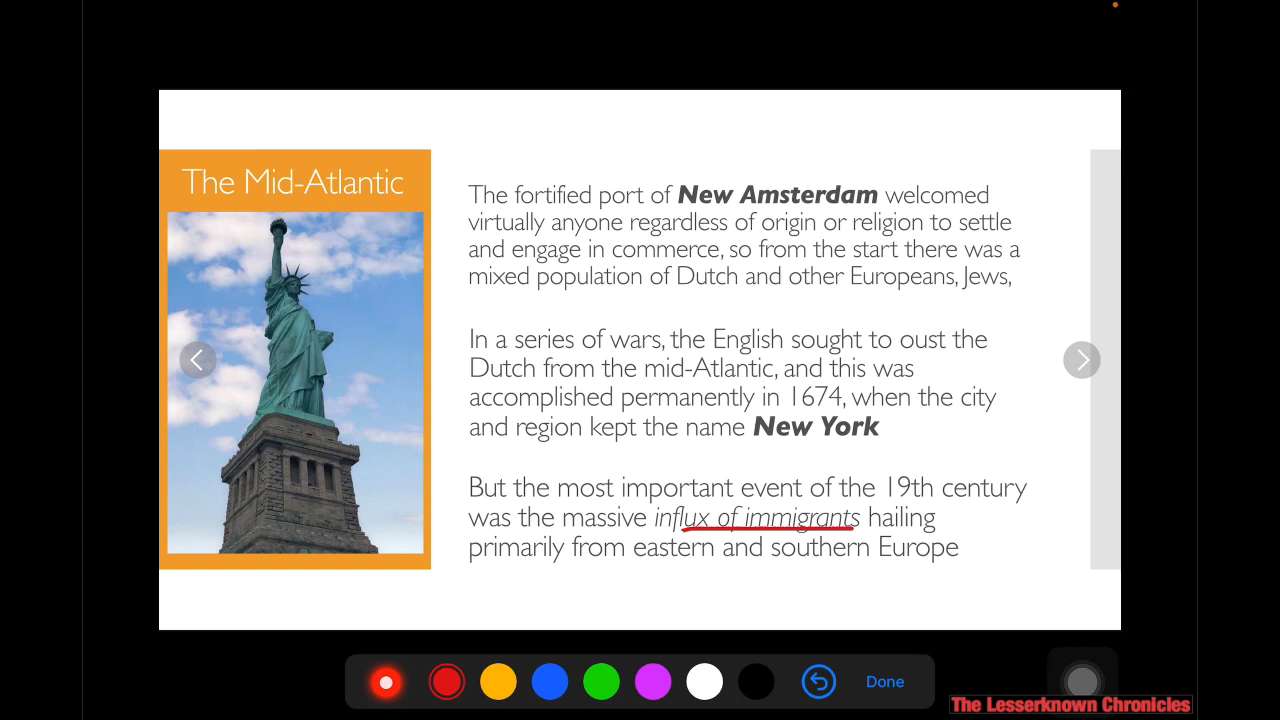 The Mid-Atlantic
The fortified port of New Amsterdam welcomed
virtually anyone regardless of origin or religion to settle
and engage in commerce, so from the start there was a
mixed population of Dutch and other Europeans, Jews,
In a series of wars, the English sought to oust the
Dutch from the mid-Atlantic, and this was
accomplished permanently in 1674, when the city
and region kept the name New York
But the most important event of the 19th century
was the massive influx of immigrants hailing
primarily from eastern and southern Europe
Done
The Lesserknown Chronicles